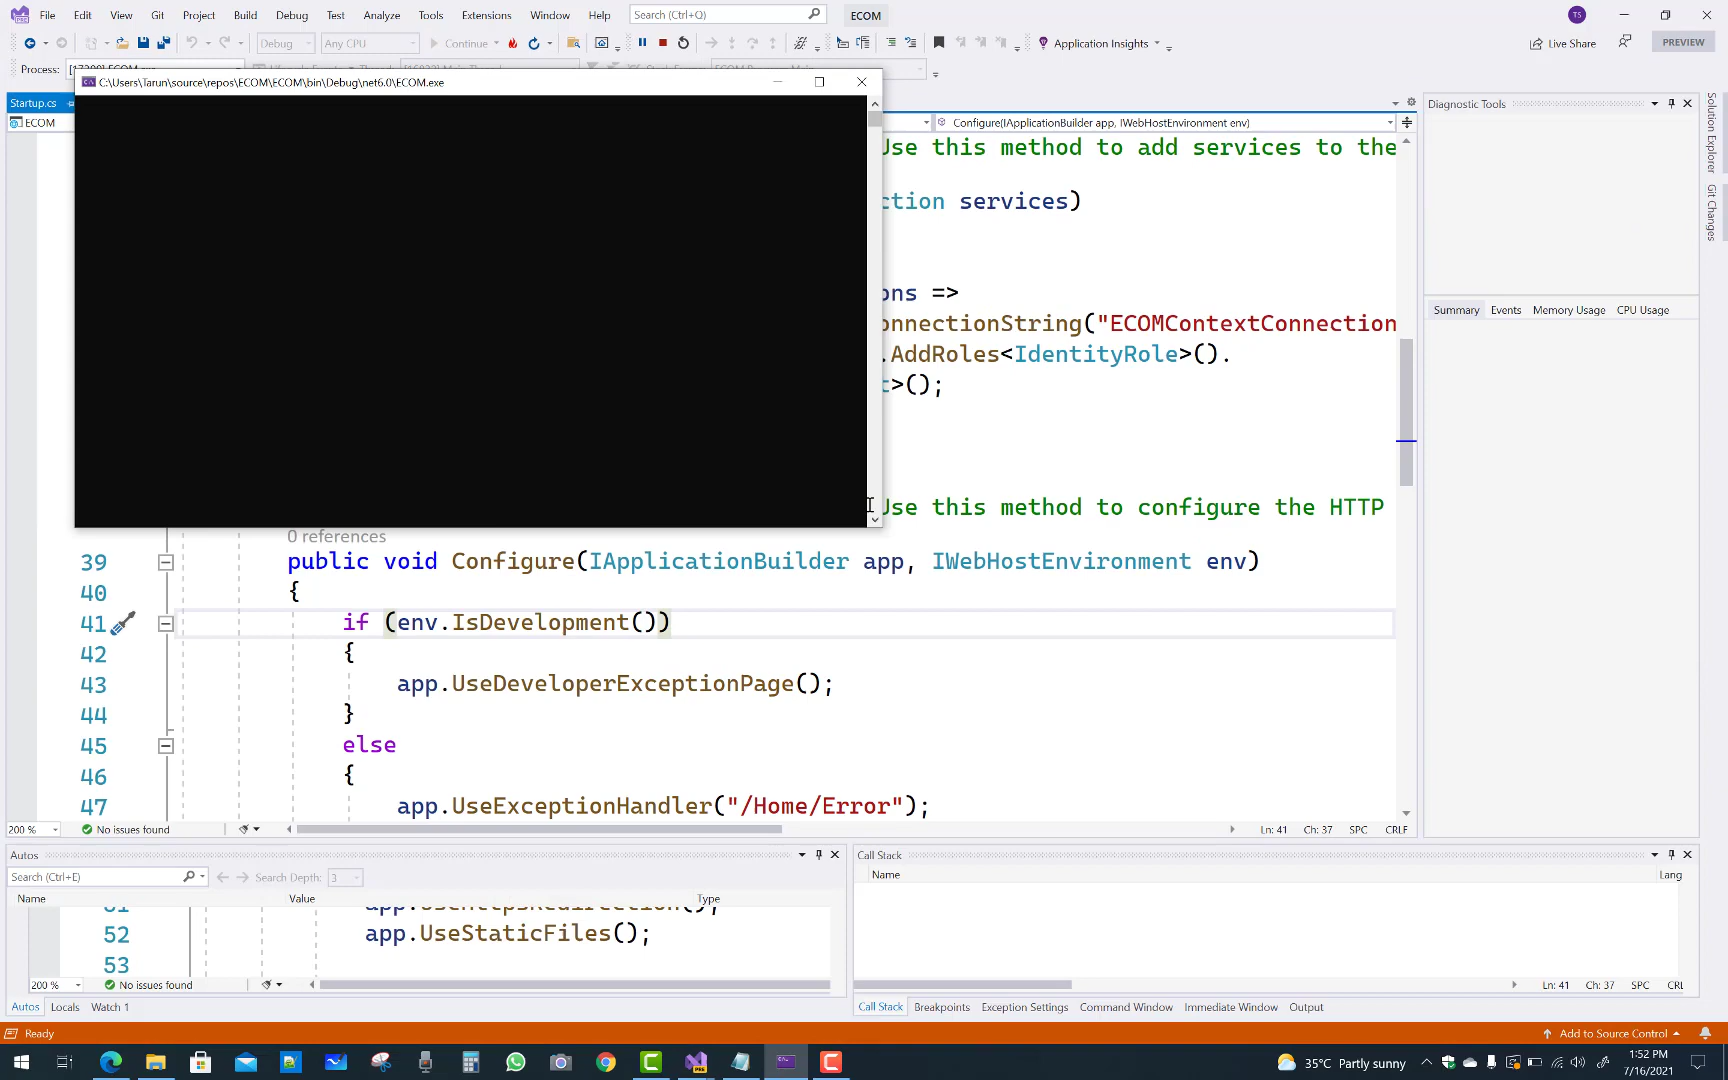 File Edit View Git Project Build Debug Test Analyze Tools Extensions Window Help Search (Ctrl+Q) ECOM TS
Debug Any CPU Continue Application Insights Live Share PREVIEW
Process:
C:\Users\Tarun\source\repos\ECOM\ECOM\bin\Debug\net6.0\ECOM.exe
Startup.cs
ECOM
Configure(IApplicationBuilder app, IWebHostEnvironment env)
Use this method to add services to the
ction services)
ons =>
onnectionString("ECOMContextConnection
.AddRoles<IdentityRole>().
t>();
Use this method to configure the HTTP
0 references
39 public void Configure(IApplicationBuilder app, IWebHostEnvironment env)
40 {
41 if (env.IsDevelopment())
42 {
43 app.UseDeveloperExceptionPage();
44 }
45 else
46 {
47 app.UseExceptionHandler("/Home/Error");
200 % No issues found Ln: 41 Ch: 37 SPC CRLF
Diagnostic Tools
Summary Events Memory Usage CPU Usage
Solution Explorer
Git Changes
Autos
Search (Ctrl+E) Search Depth: 3
Name Value Type
52 app.UseStaticFiles();
53
200 % No issues found
Autos Locals Watch 1
Call Stack
Name Lang
Ln: 41 Ch: 37 SPC CRL
Call Stack Breakpoints Exception Settings Command Window Immediate Window Output
Ready Add to Source Control
35°C Partly sunny 1:52 PM
7/16/2021